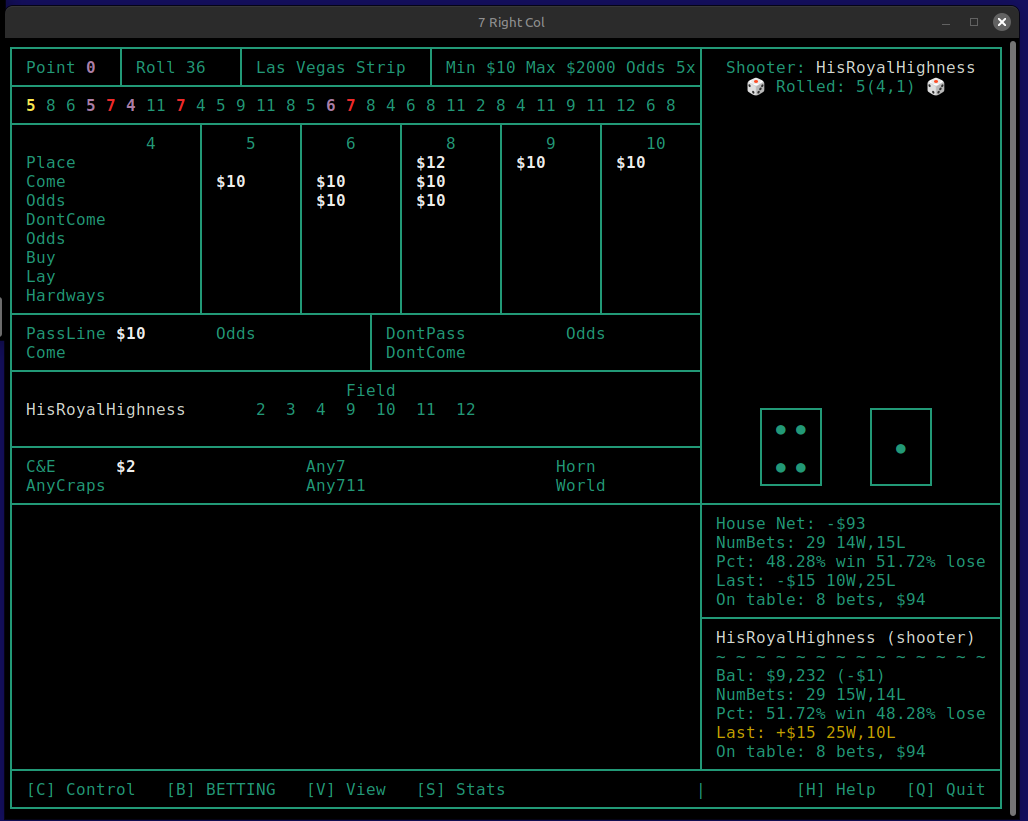 7 Right Col
Point 0 Roll 36 Las Vegas Strip Min $10 Max $2000 Odds 5x
5 8 6 5 7 4 11 7 4 5 9 11 8 5 6 7 8 4 6 8 11 2 8 4 11 9 11 12 6 8
4 5 6 8 9 10
Place $12 $10 $10
Come $10 $10 $10
Odds $10 $10
DontCome
Odds
Buy
Lay
Hardways
PassLine $10 Odds DontPass Odds
Come DontCome
Field
HisRoyalHighness 2 3 4 9 10 11 12
C&E $2 Any7 Horn
AnyCraps Any711 World
Shooter: HisRoyalHighness
🎲 Rolled: 5(4,1) 🎲
House Net: -$93
NumBets: 29 14W,15L
Pct: 48.28% win 51.72% lose
Last: -$15 10W,25L
On table: 8 bets, $94
HisRoyalHighness (shooter)
~ ~ ~ ~ ~ ~ ~ ~ ~ ~ ~ ~ ~ ~
Bal: $9,232 (-$1)
NumBets: 29 15W,14L
Pct: 51.72% win 48.28% lose
Last: +$15 25W,10L
On table: 8 bets, $94
[C] Control [B] BETTING [V] View [S] Stats | [H] Help [Q] Quit